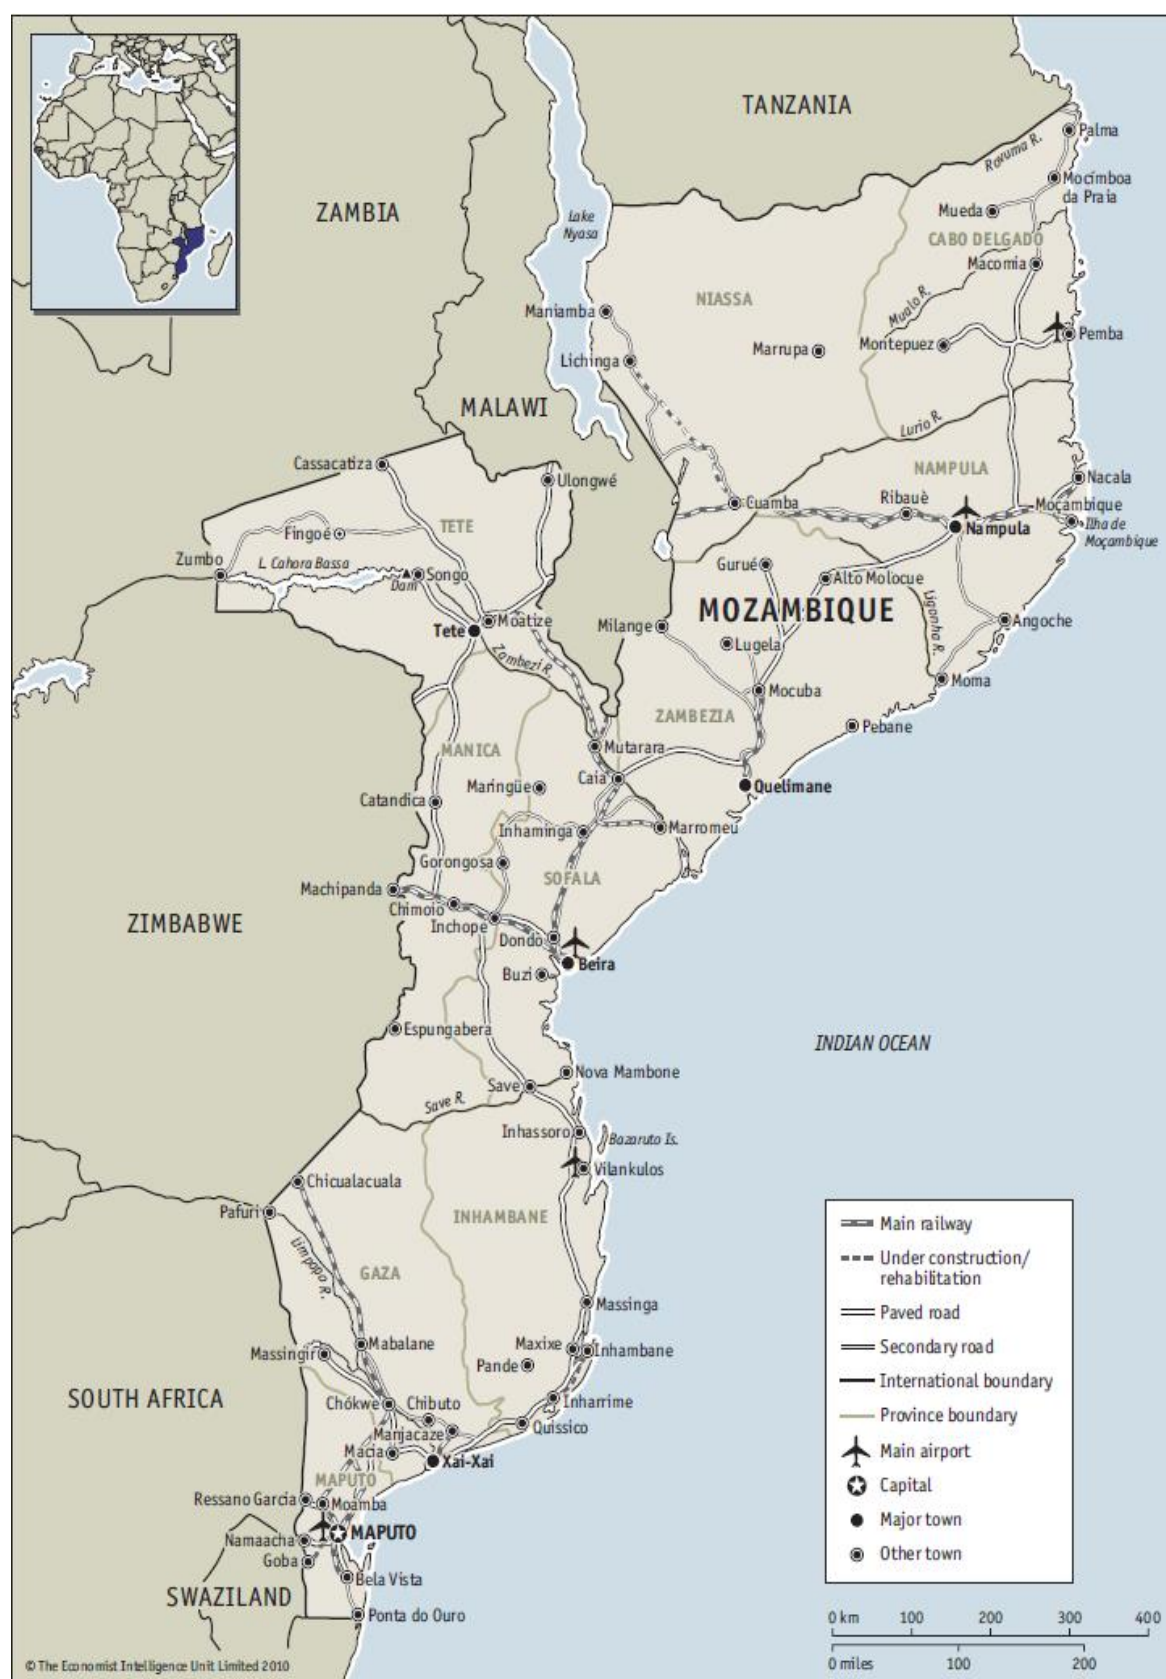 TANZANIA
Palma
Rovuma R.
ZAMBIA
Mocímboa
da Praia
Lake
Nyasa
Mueda
CABO DELGADO
Macomia
NIASSA
Mualo R.
Maniamba
Pemba
Marrupa
Montepuez
Lichinga
MALAWI
Lurio R.
Cassacatiza
NAMPULA
Nacala
Ulongwé
Cuamba
Ribauè
Moçambique
TETE
Nampula
Ilha de
Moçambique
Fingoé
Zumbo
L. Cahora Bassa
Songo
Dam
Gurué
Alto Molocue
MOZAMBIQUE
Ligonha R.
Moatize
Tete
Milange
Angoche
Lugela
Zambezi R.
Moma
Mocuba
ZAMBEZIA
Pebane
MANICA
Mutarara
Caia
Maringüe
Quelimane
Catandica
Inhaminga
Marromeu
Gorongosa
SOFALA
Machipanda
Chimoio
ZIMBABWE
Inchope
Dondo
Beira
Buzi
Espungabera
INDIAN OCEAN
Nova Mambone
Save
Save R.
Inhassoro
Bazaruto Is.
Vilankulos
Chicualacuala
Pafuri
INHAMBANE
Limpopo R.
GAZA
Massinga
Mabalane
Maxixe
Inhambane
Massingir
Pande
SOUTH AFRICA
Chókwe
Chibuto
Inharrime
Manjacaze
Quissico
Macia
Xai-Xai
MAPUTO
Ressano Garcia
Moamba
MAPUTO
Namaacha
Goba
Bela Vista
SWAZILAND
Ponta do Ouro
Main railway
Under construction/
rehabilitation
Paved road
Secondary road
International boundary
Province boundary
Main airport
Capital
Major town
Other town
0 km 100 200 300 400
0 miles 100 200
© The Economist Intelligence Unit Limited 2010